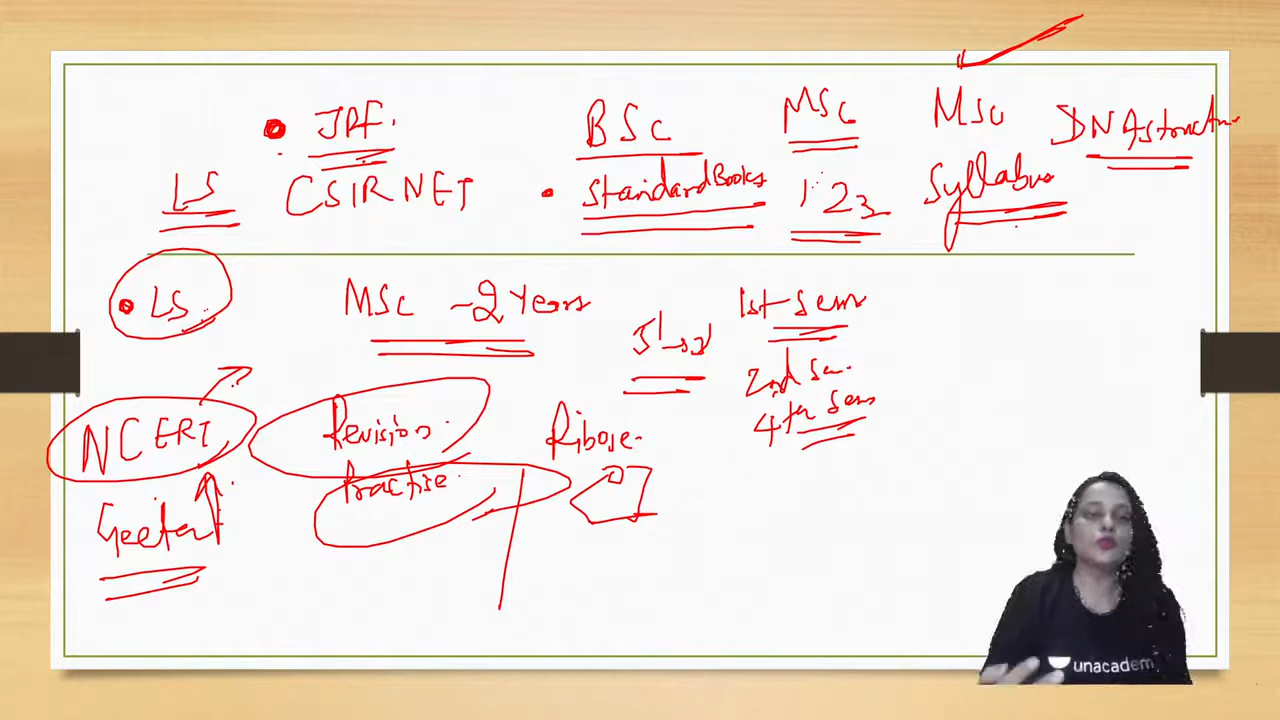 JRF.
BSc
MSc
MSc
DNA structure
LS
CSIR NET
Standard Books
1 2 3
Syllabus
LS
MSc - 2 Years
1st Sem
2nd Sem
4th Sem
NCERT
Revision
Practise
Ribose
Geeta
unacadem